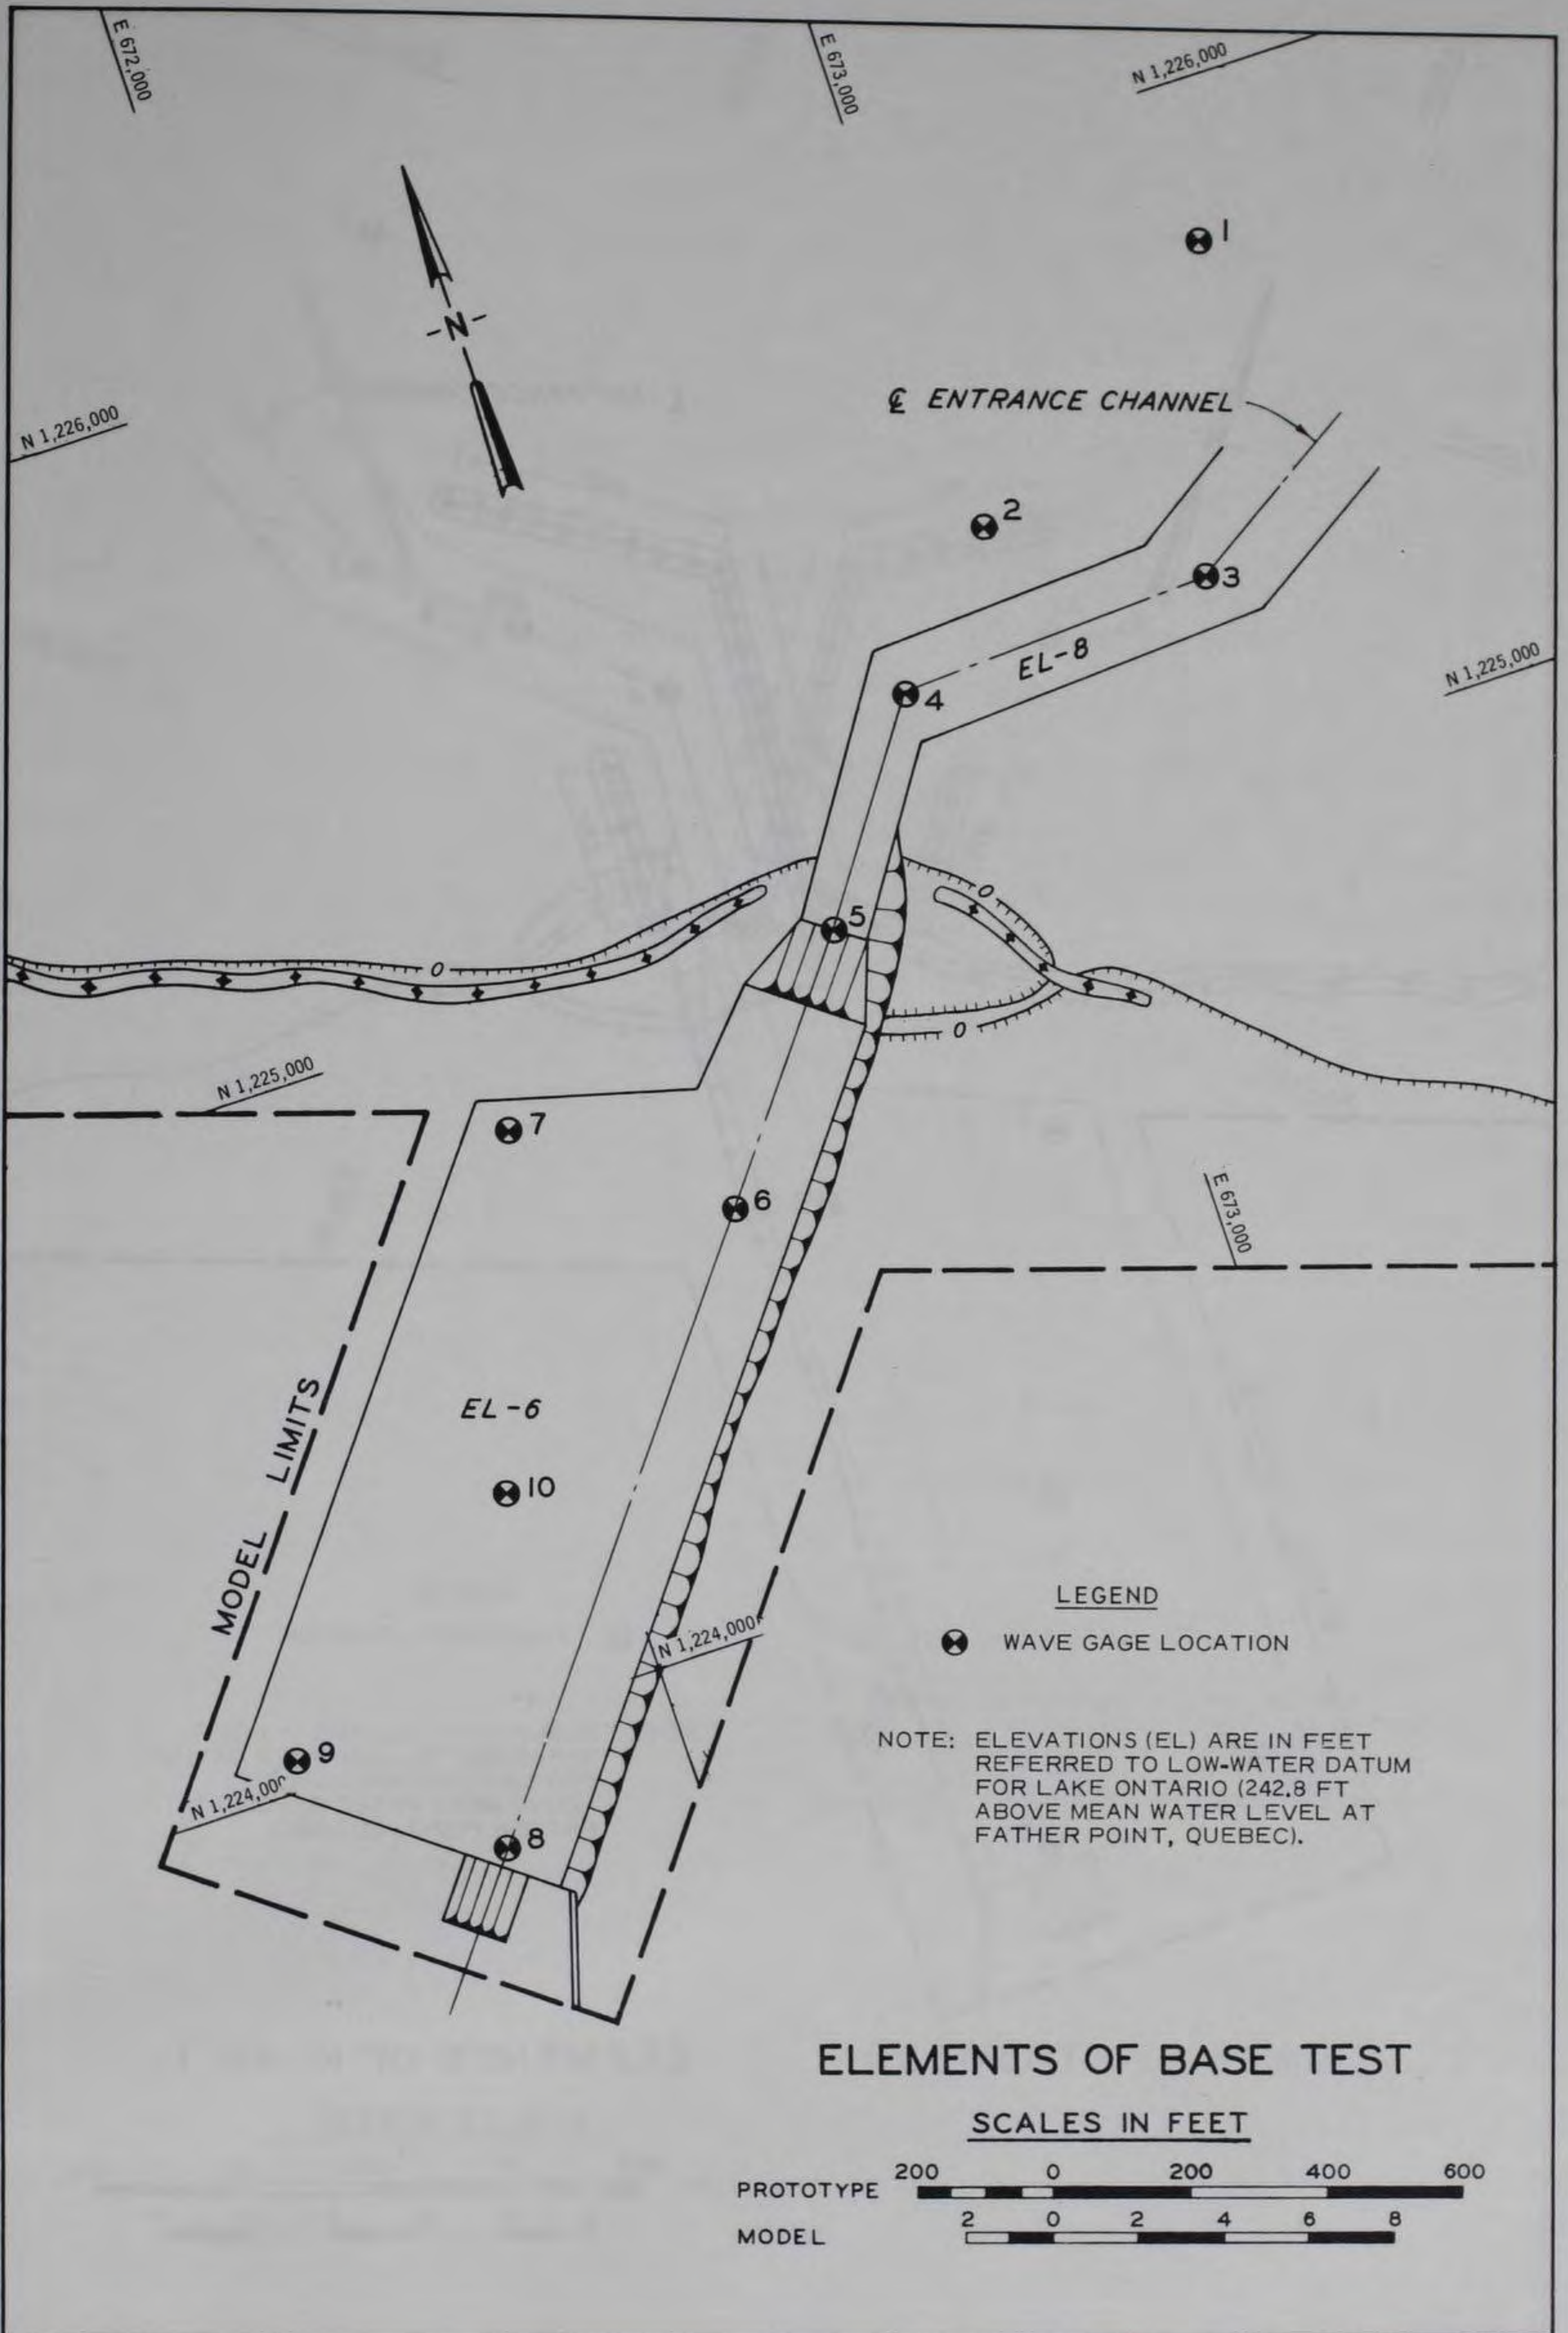 E 672,000
E 673,000
N 1,226,000
1
N
℄ ENTRANCE CHANNEL
N 1,226,000
2
3
EL-8
N 1,225,000
4
5
0
0
0
N 1,225,000
7
6
E 673,000
MODEL LIMITS
EL-6
10
LEGEND
WAVE GAGE LOCATION
N 1,224,000
NOTE: ELEVATIONS (EL) ARE IN FEET
REFERRED TO LOW-WATER DATUM
FOR LAKE ONTARIO (242.8 FT
ABOVE MEAN WATER LEVEL AT
FATHER POINT, QUEBEC).
9
N 1,224,000
8
ELEMENTS OF BASE TEST
SCALES IN FEET
200 0 200 400 600
PROTOTYPE
2 0 2 4 6 8
MODEL